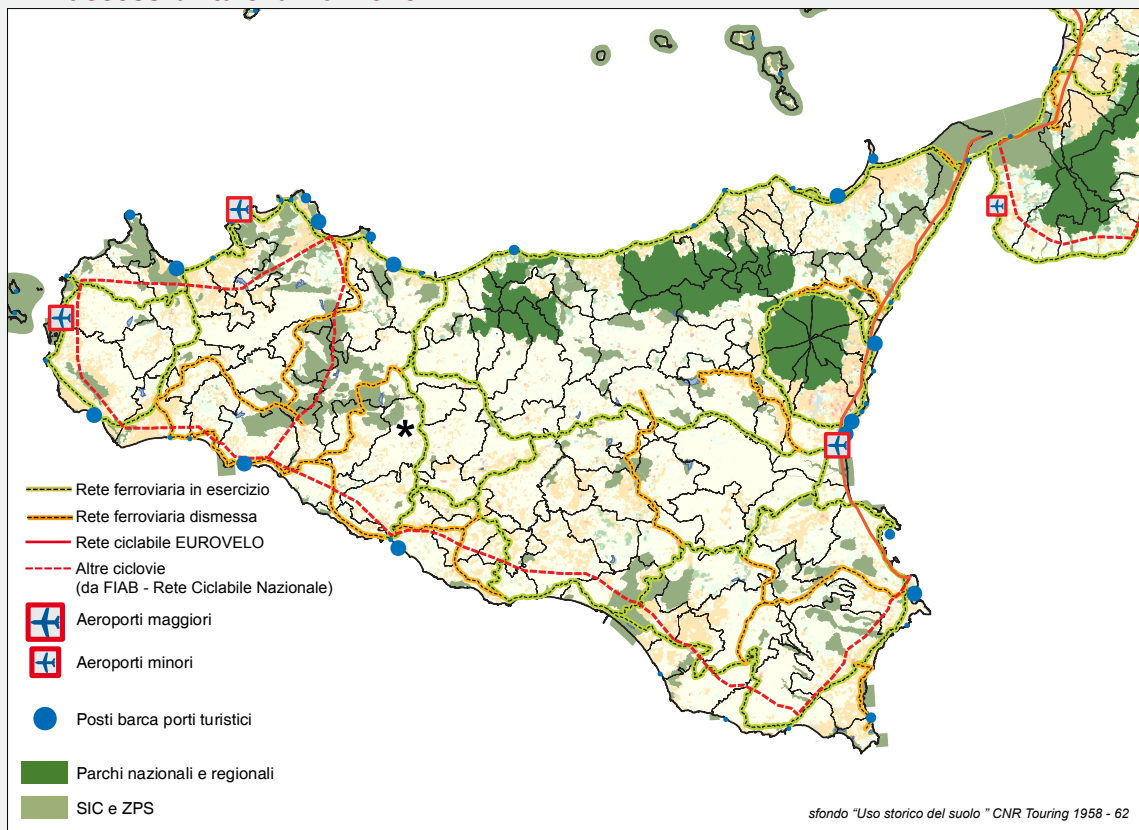 Rete ferroviaria in esercizio
Rete ferroviaria dismessa
Rete ciclabile EUROVELO
Altre ciclovie
(da FIAB - Rete Ciclabile Nazionale)
Aeroporti maggiori
Aeroporti minori
Posti barca porti turistici
Parchi nazionali e regionali
SIC e ZPS
*
sfondo “Uso storico del suolo ” CNR Touring 1958 - 62